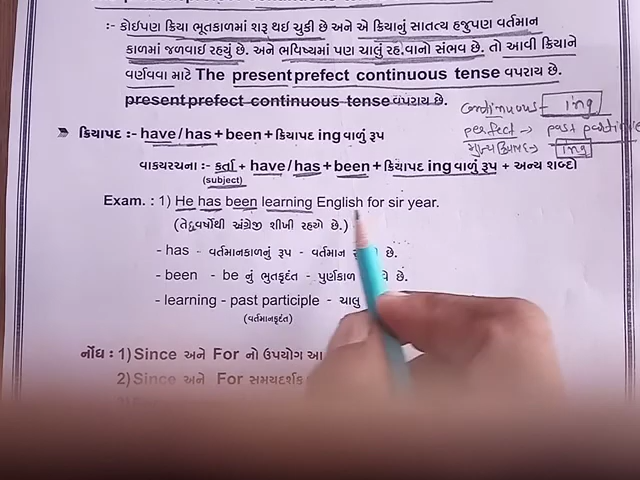 :- કોઈપણ ક્રિયા ભૂતકાળમાં શરૂ થઇ ચુકી છે અને એ ક્રિયાનું સાતત્ય હજુપણ વર્તમાન
કાળમાં જળવાઈ રહ્યું છે. અને ભવિષ્યમાં પણ ચાલું રહે.વાનો સંભવ છે. તો આવી ક્રિયાને
વર્ણવવા માટે The present prefect continuous tense વપરાય છે.
present prefect continuous tense વપરાય છે.
continuous - ing
perfect → past participle
મુખ્ય ક્રિયાપદ → ing
ક્રિયાપદ :- have/has + been + ક્રિયાપદ ing વાળું રૂપ
વાક્યરચના :- કર્તા + have/has + been + ક્રિયાપદ ing વાળું રૂપ + અન્ય શબ્દો
(subject)
Exam. : 1) He has been learning English for sir year.
અંગ્રેજી શીખી રહએ છે.)
- has - વર્તમાનકાળનું રૂપ - વર્તમાન છે.
- been - be નું ભુતકૃદંત - પુર્ણકાળ છે.
- learning - past participle - ચાલુ
(વર્તમાનકૃદંત)
નોંધ : 1) Since અને For નો ઉપયોગ આ
2) Since અને For સમયદર્શક